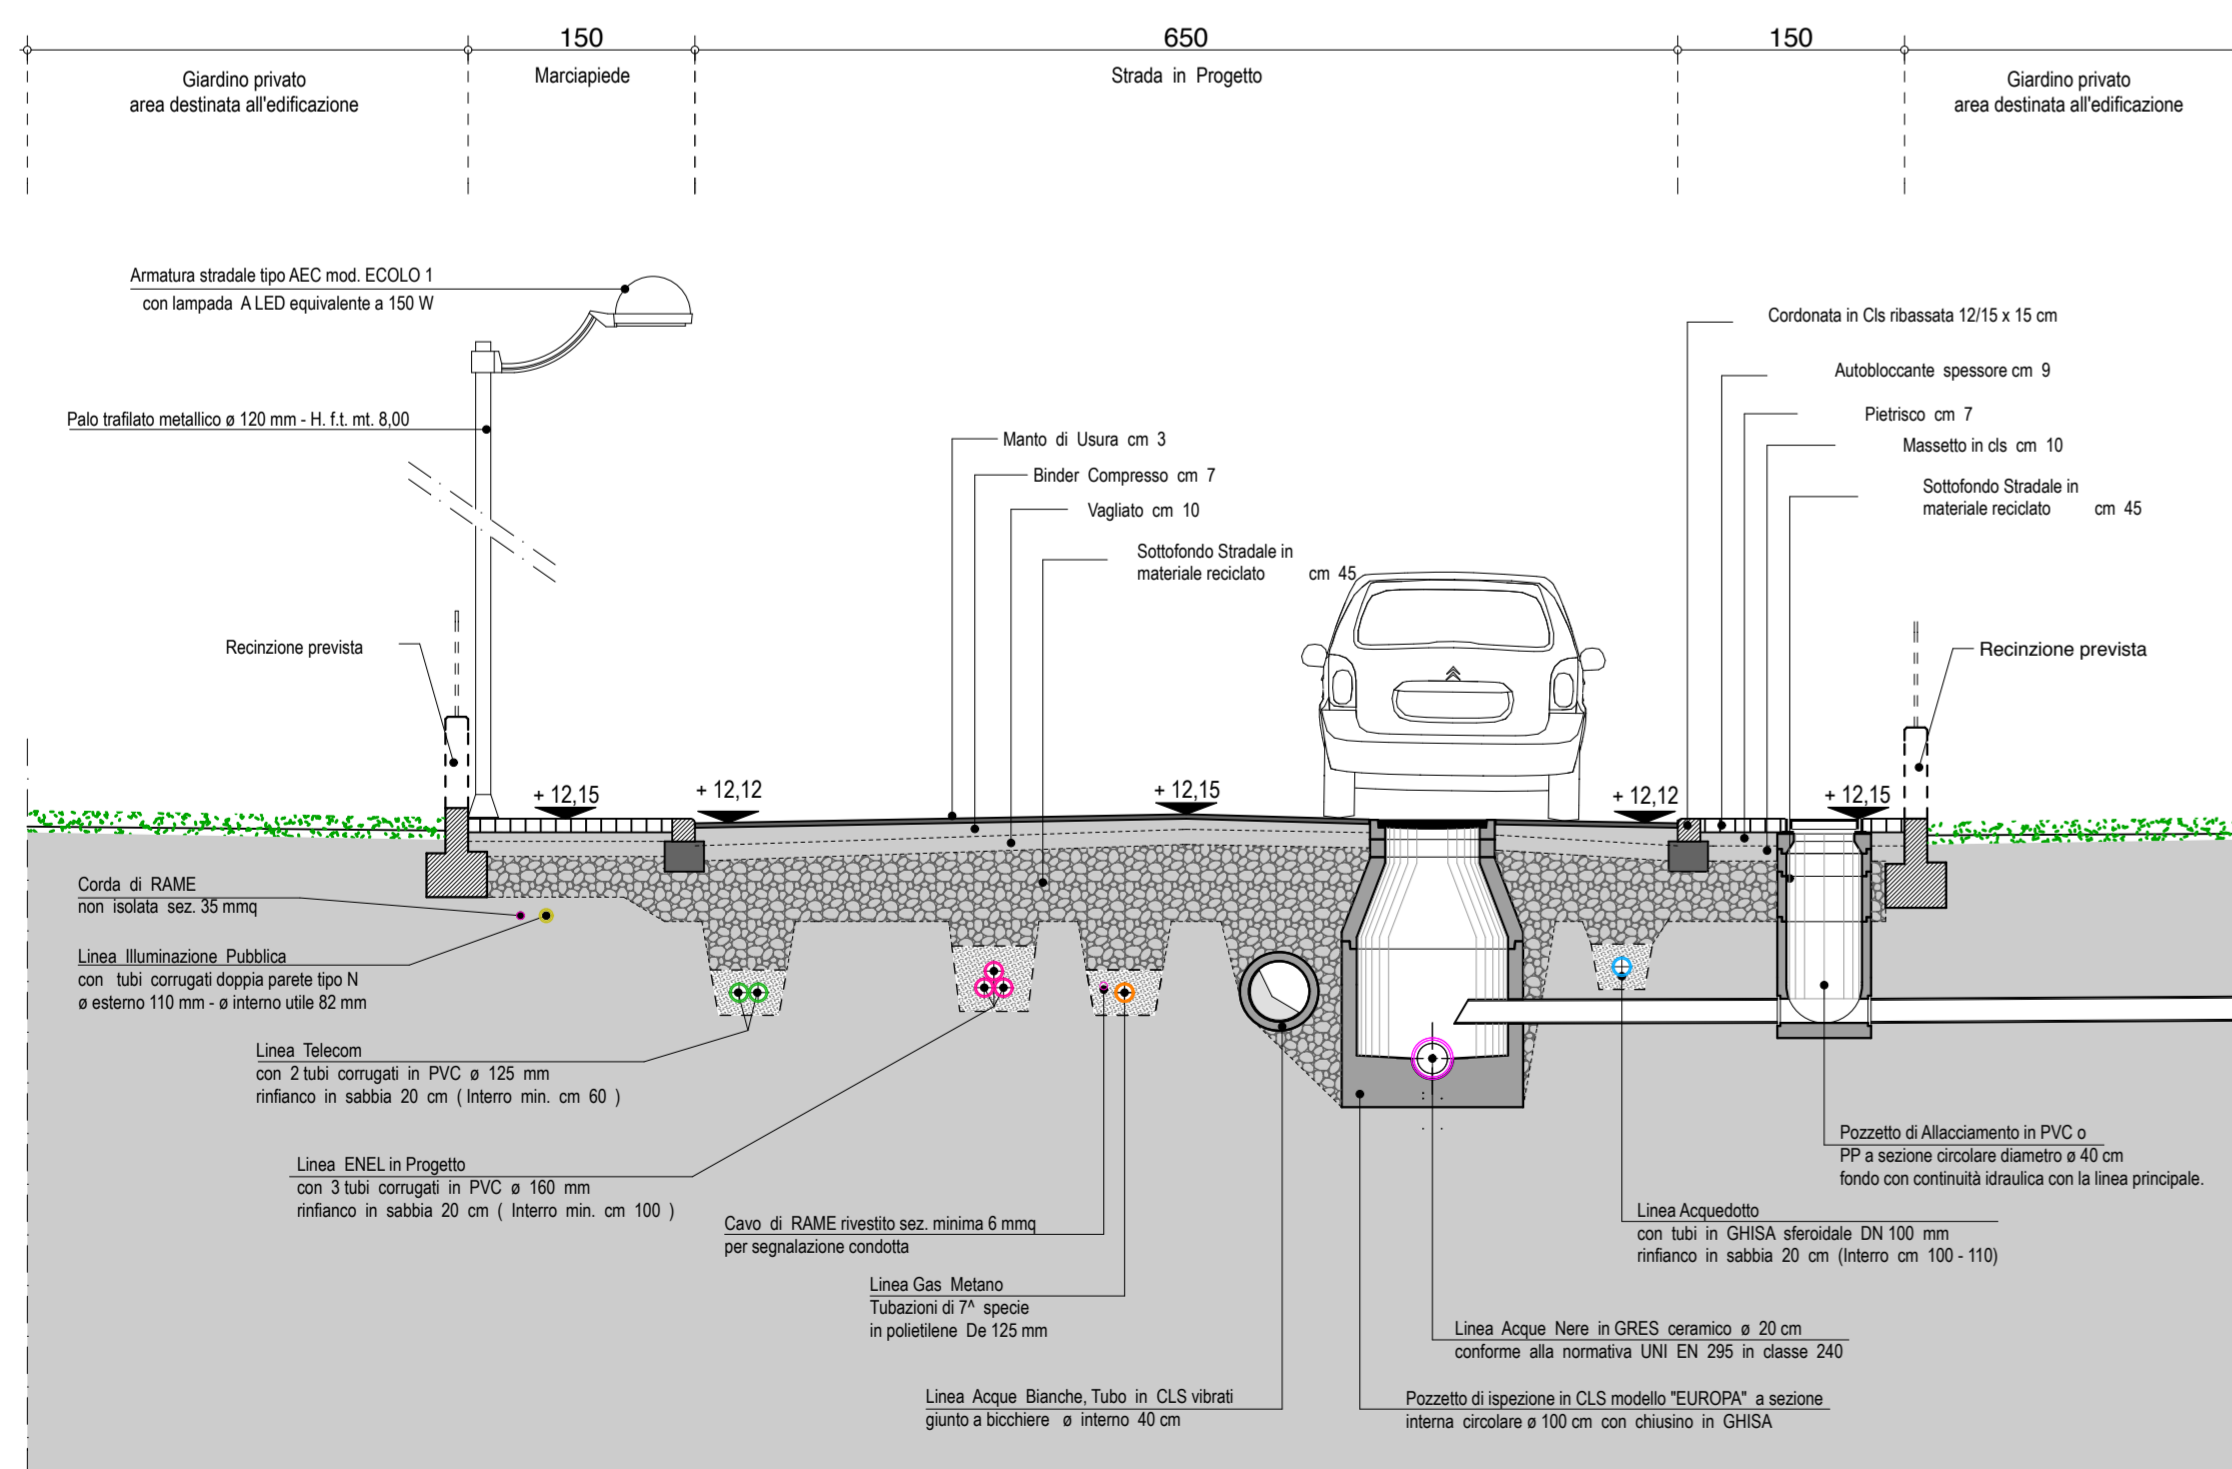 150
650
150
Giardino privato
area destinata all'edificazione
Marciapiede
Strada in Progetto
Giardino privato
area destinata all'edificazione
Armatura stradale tipo AEC mod. ECOLO 1
con lampada A LED equivalente a 150 W
Palo trafilato metallico ø 120 mm - H. f.t. mt. 8,00
Recinzione prevista
Manto di Usura cm 3
Binder Compresso cm 7
Vagliato cm 10
Sottofondo Stradale in
materiale reciclato cm 45
Cordonata in Cls ribassata 12/15 x 15 cm
Autobloccante spessore cm 9
Pietrisco cm 7
Massetto in cls cm 10
Sottofondo Stradale in
materiale reciclato cm 45
Recinzione prevista
+ 12,15
+ 12,12
+ 12,15
+ 12,12
+ 12,15
Corda di RAME
non isolata sez. 35 mmq
Linea Illuminazione Pubblica
con tubi corrugati doppia parete tipo N
ø esterno 110 mm - ø interno utile 82 mm
Linea Telecom
con 2 tubi corrugati in PVC ø 125 mm
rinfianco in sabbia 20 cm ( Interro min. cm 60 )
Linea ENEL in Progetto
con 3 tubi corrugati in PVC ø 160 mm
rinfianco in sabbia 20 cm ( Interro min. cm 100 )
Cavo di RAME rivestito sez. minima 6 mmq
per segnalazione condotta
Linea Gas Metano
Tubazioni di 7^ specie
in polietilene De 125 mm
Linea Acque Bianche, Tubo in CLS vibrati
giunto a bicchiere ø interno 40 cm
Pozzetto di Allacciamento in PVC o
PP a sezione circolare diametro ø 40 cm
fondo con continuità idraulica con la linea principale.
Linea Acquedotto
con tubi in GHISA sferoidale DN 100 mm
rinfianco in sabbia 20 cm (Interro cm 100 - 110)
Linea Acque Nere in GRES ceramico ø 20 cm
conforme alla normativa UNI EN 295 in classe 240
Pozzetto di ispezione in CLS modello "EUROPA" a sezione
interna circolare ø 100 cm con chiusino in GHISA